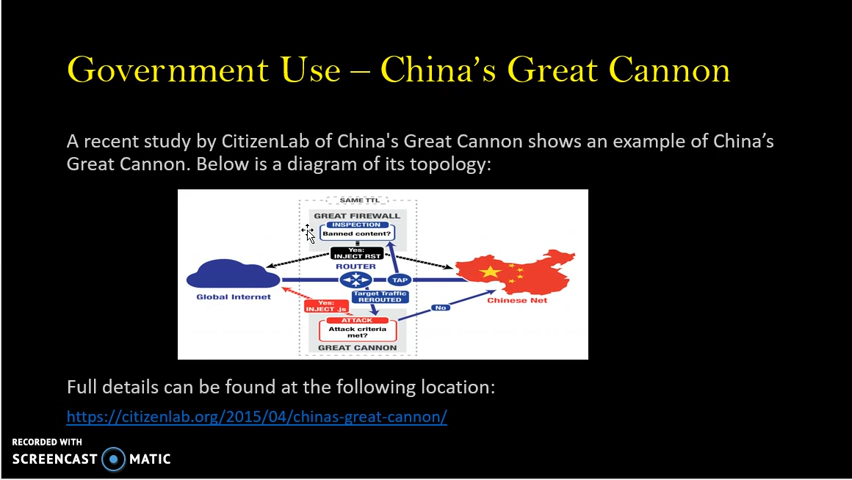 Government Use – China's Great Cannon
A recent study by CitizenLab of China's Great Cannon shows an example of China's
Great Cannon. Below is a diagram of its topology:
SAME TTL
GREAT FIREWALL
INSPECTION
Banned content?
Yes:
INJECT RST
ROUTER
TAP
Global Internet
Chinese Net
Target Traffic
REROUTED
Yes:
INJECT .js
No
ATTACK
Attack criteria
met?
GREAT CANNON
Full details can be found at the following location:
https://citizenlab.org/2015/04/chinas-great-cannon/
RECORDED WITH
SCREENCAST MATIC